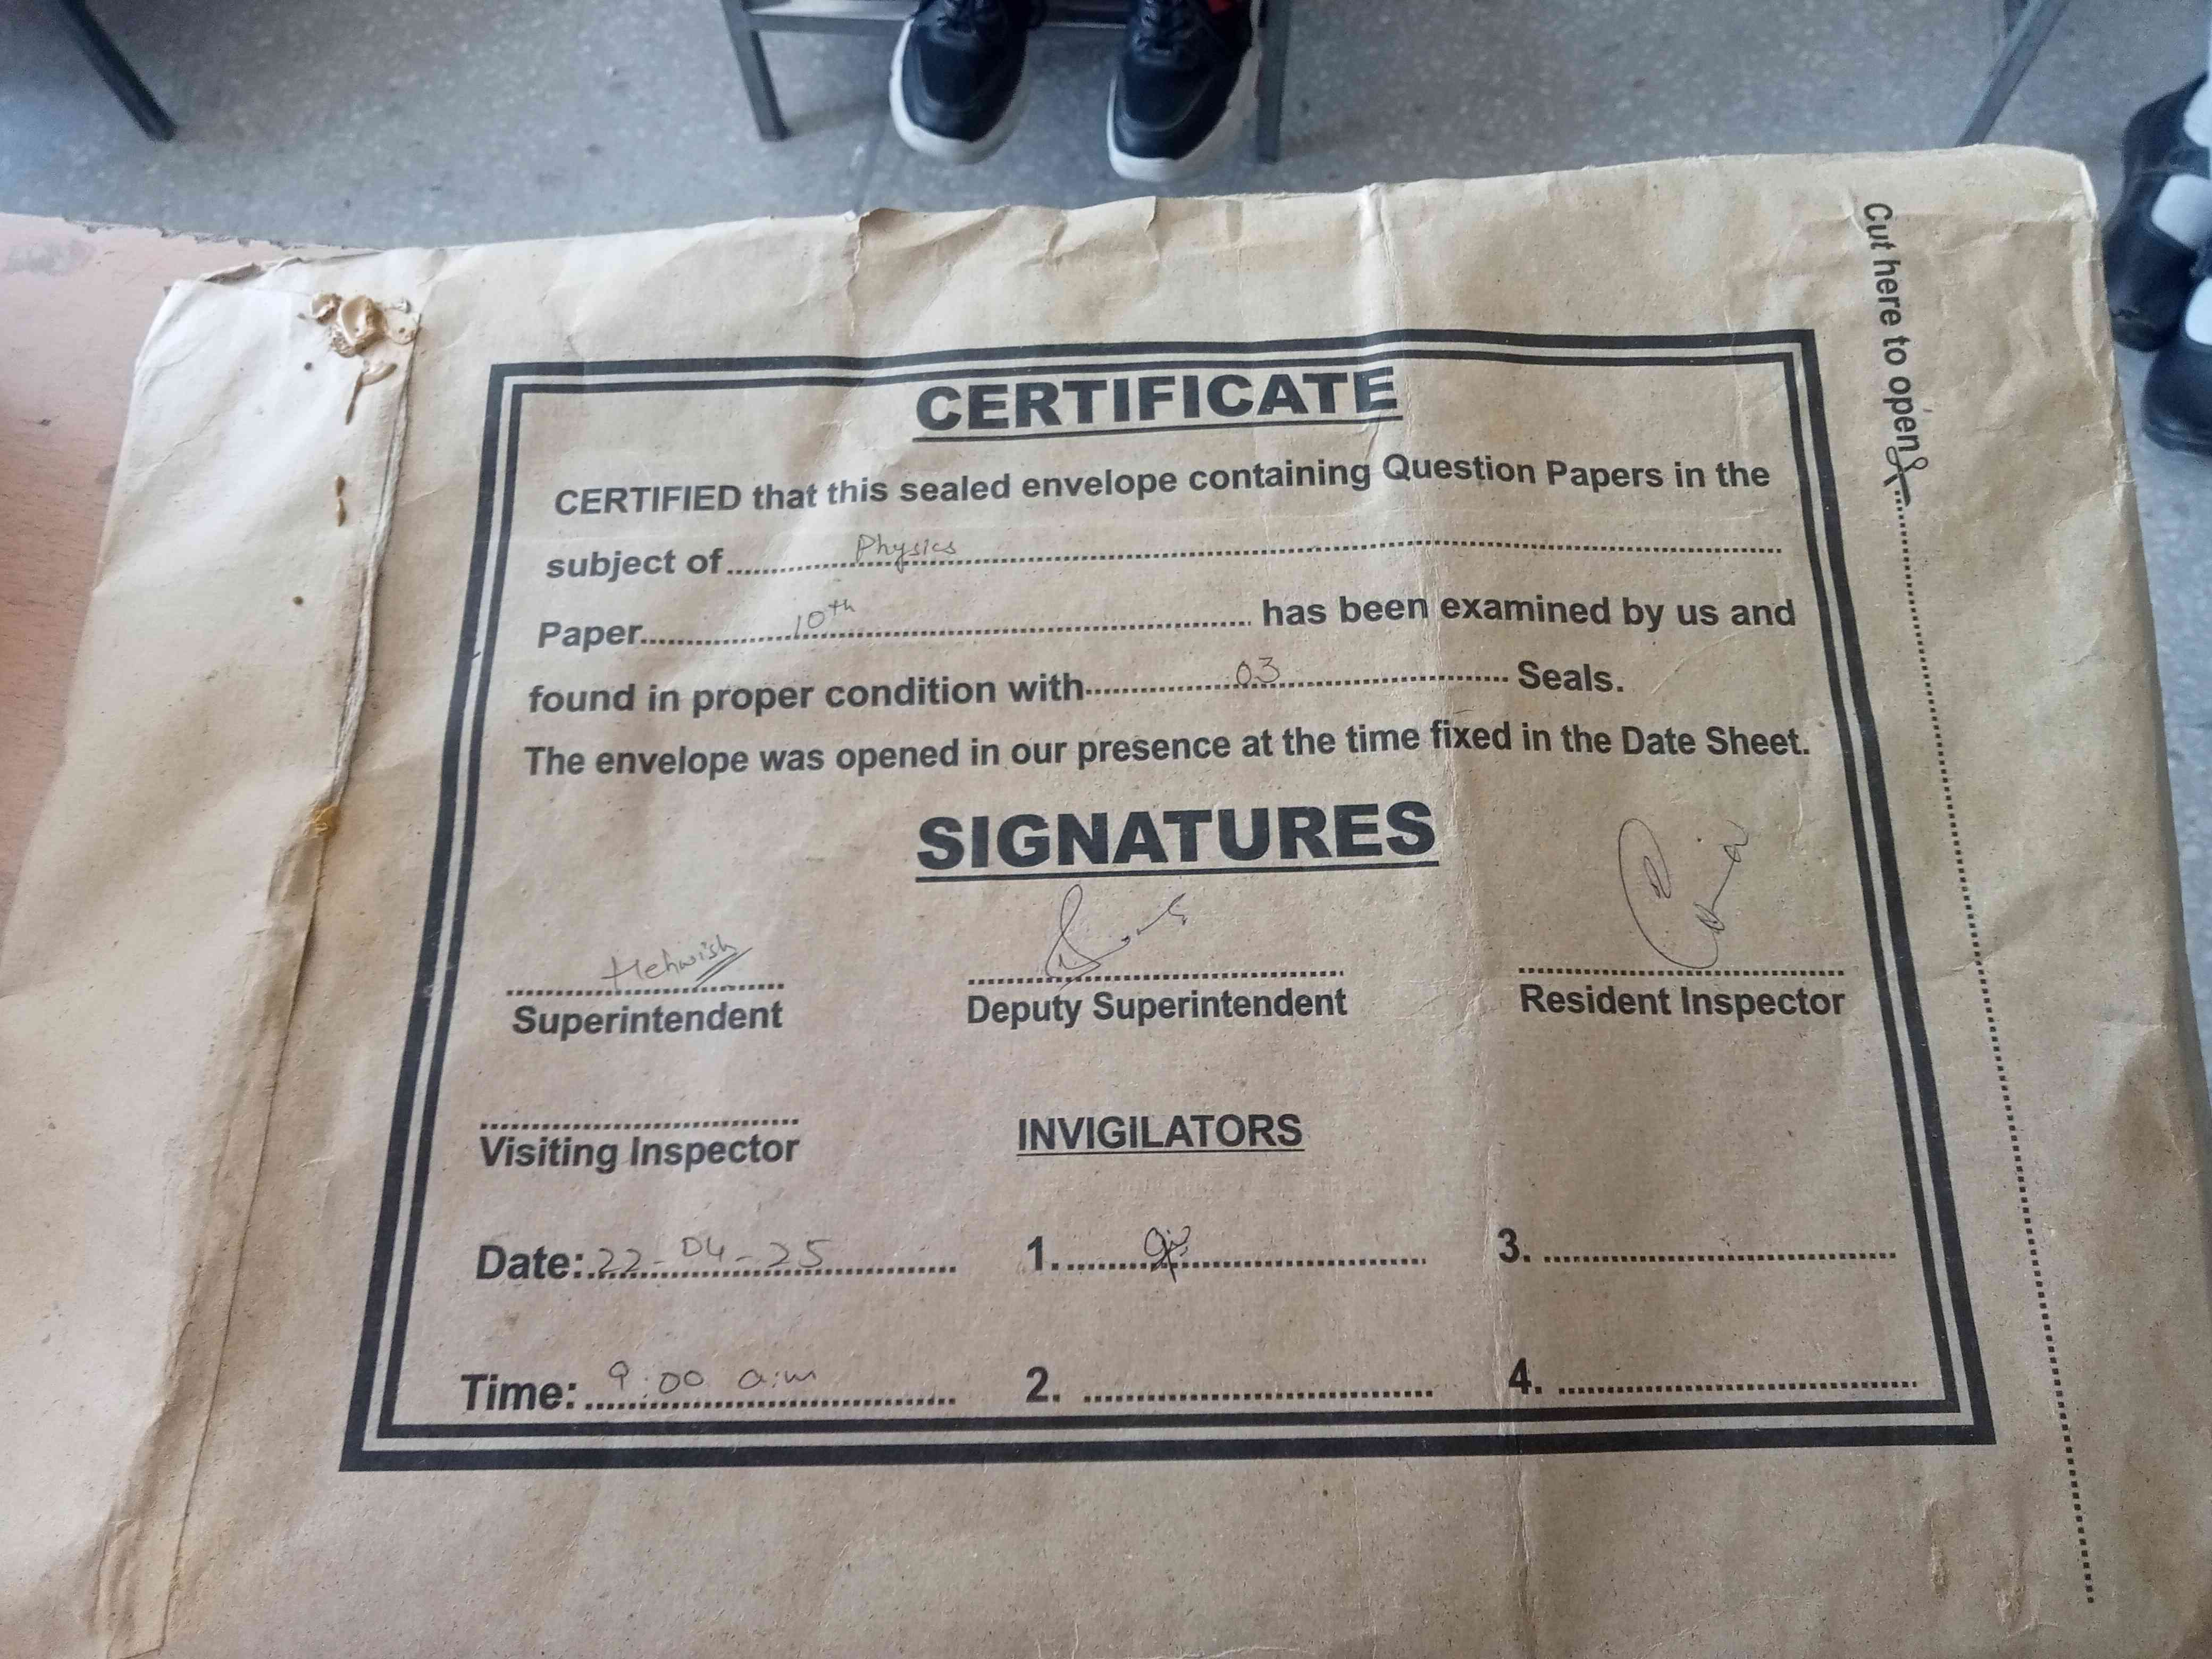 Cut here to open
CERTIFICATE
CERTIFIED that this sealed envelope containing Question Papers in the
subject of Physics
Paper 10th has been examined by us and
found in proper condition with 03 Seals.
The envelope was opened in our presence at the time fixed in the Date Sheet.
SIGNATURES
Mehwish
Superintendent Deputy Superintendent Resident Inspector
Visiting Inspector INVIGILATORS
Date: 22-04-25 1. 3.
Time: 9:00 a.m 2. 4.